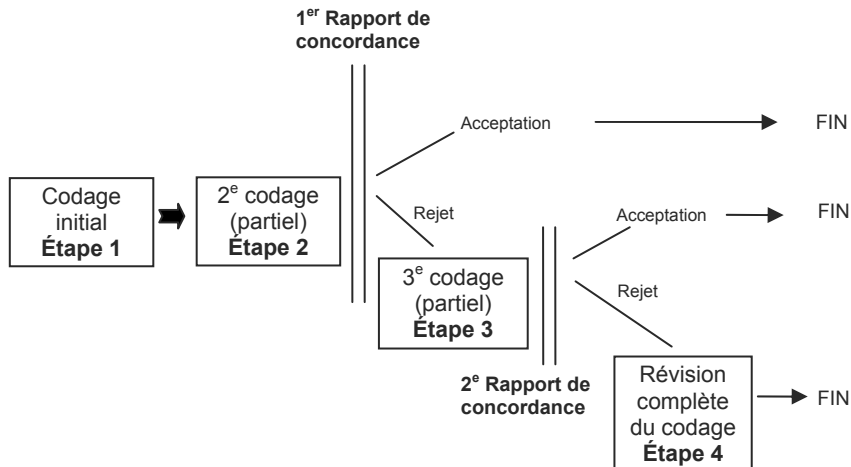 1er Rapport de
concordance
Acceptation
FIN
Codage
initial
Étape 1
2e codage
(partiel)
Étape 2
Rejet
Acceptation
FIN
3e codage
(partiel)
Étape 3
Rejet
2e Rapport de
concordance
Révision
complète
du codage
Étape 4
FIN